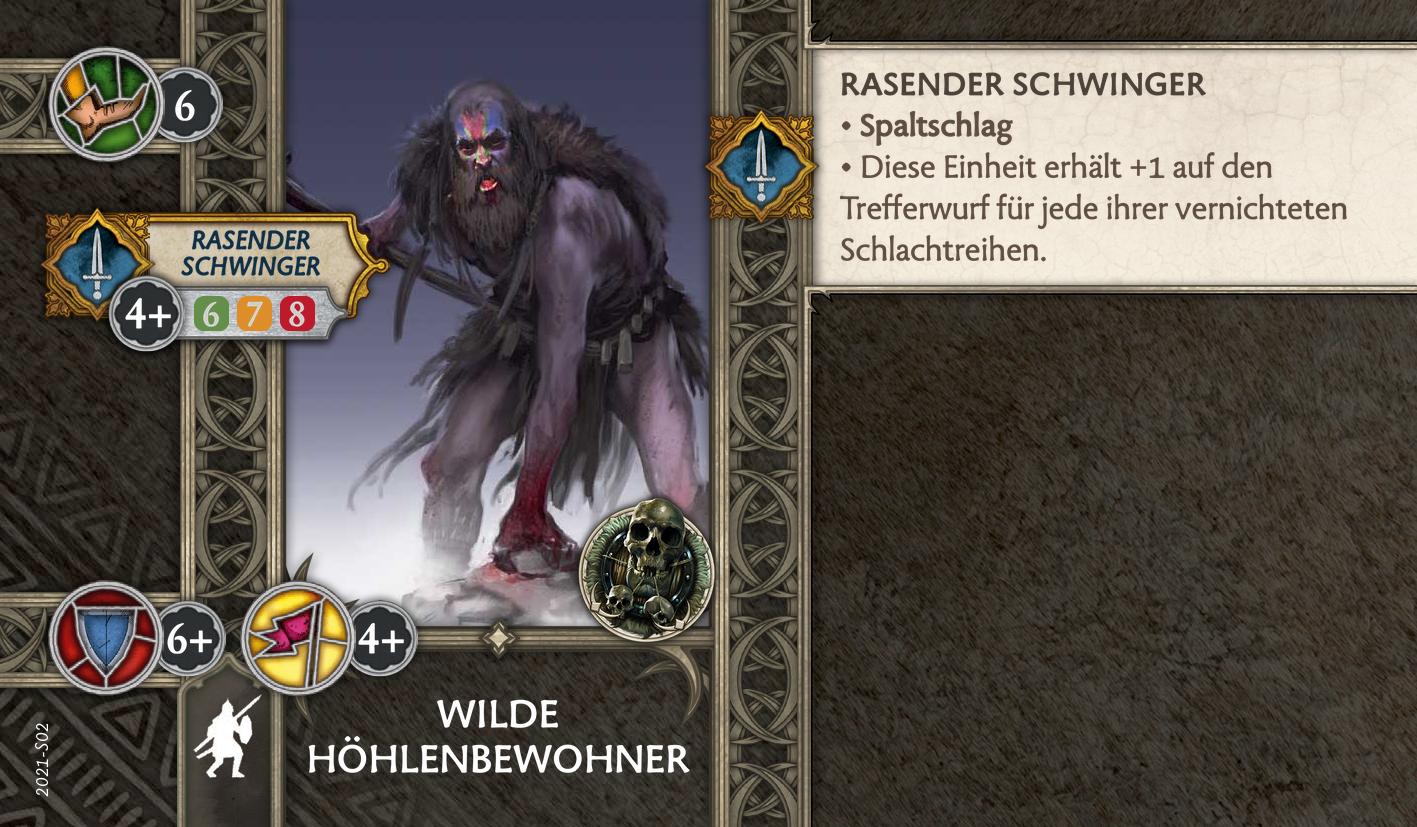 6
RASENDER
SCHWINGER
4+
6 7 8
6+
4+
WILDE
HÖHLENBEWOHNER
2021-S02
RASENDER SCHWINGER
• Spaltschlag
• Diese Einheit erhält +1 auf den
Trefferwurf für jede ihrer vernichteten
Schlachtreihen.